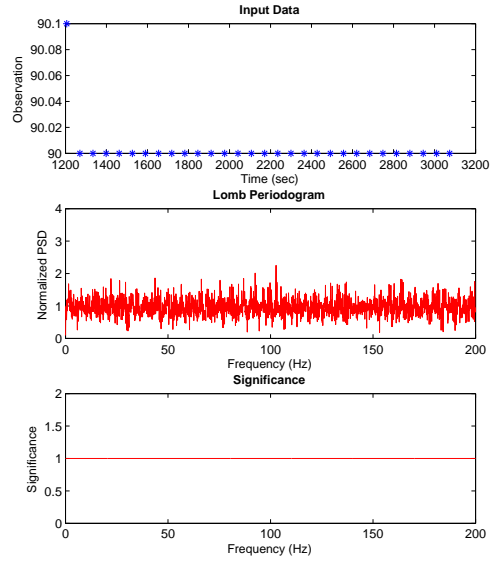 Input Data
90.1
90.08
90.06
90.04
90.02
90
Observation
1200 1400 1600 1800 2000 2200 2400 2600 2800 3000 3200
Time (sec)
Lomb Periodogram
4
3
2
1
0
Normalized PSD
0 50 100 150 200
Frequency (Hz)
Significance
2
1.5
1
0.5
0
Significance
0 50 100 150 200
Frequency (Hz)